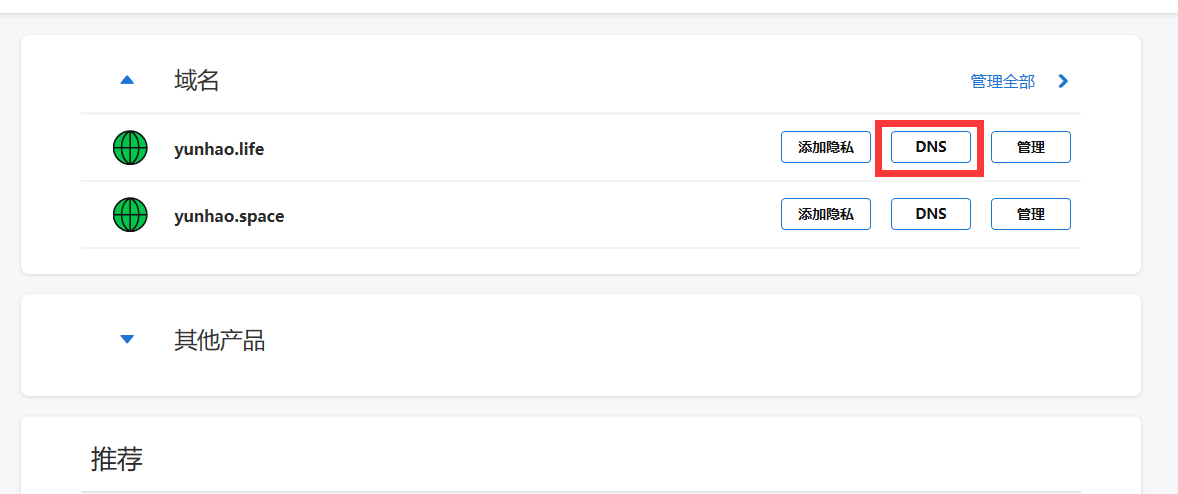 域名 管理全部
yunhao.life 添加隐私 DNS 管理
yunhao.space 添加隐私 DNS 管理
其他产品
推荐